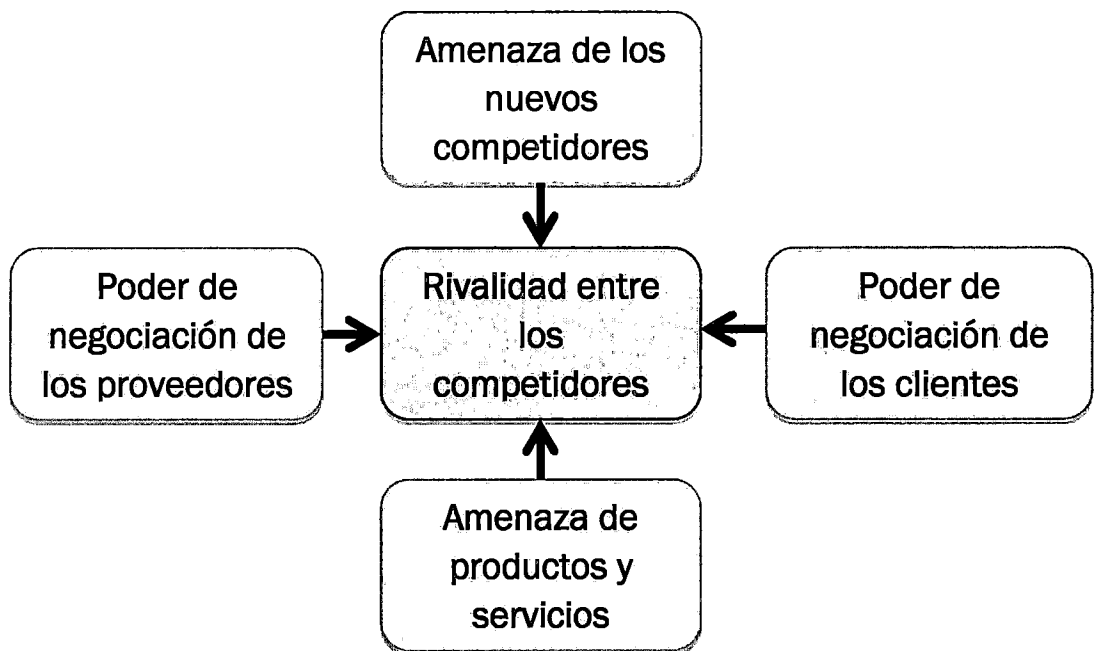 Amenaza de los
nuevos
competidores
Poder de
negociación de
los proveedores
Rivalidad entre
los
competidores
Poder de
negociación de
los clientes
Amenaza de
productos y
servicios